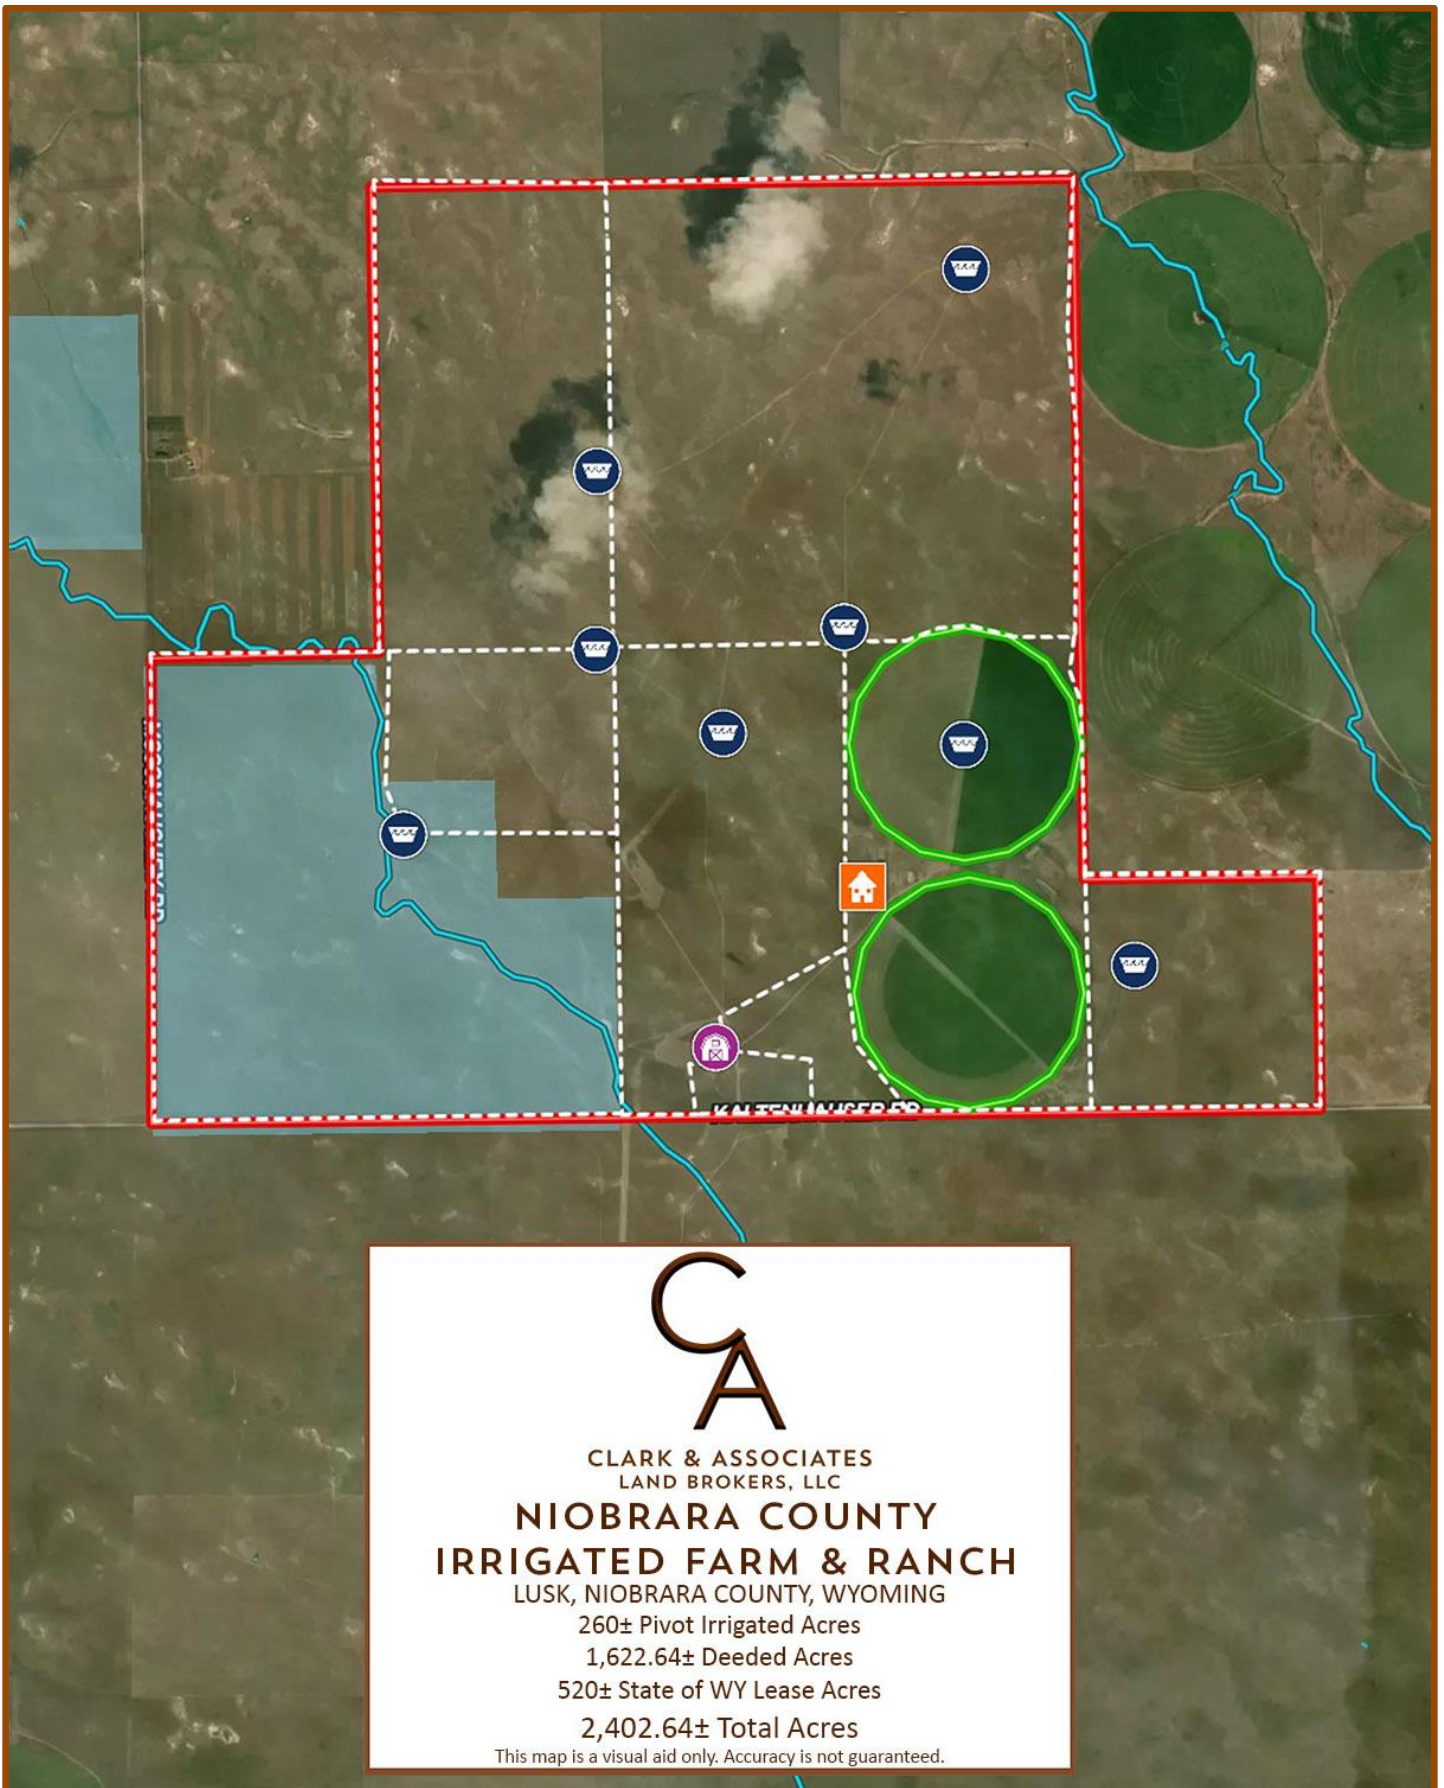 KALTENHAUSER RD
CA
CLARK & ASSOCIATES
LAND BROKERS, LLC
NIOBRARA COUNTY
IRRIGATED FARM & RANCH
LUSK, NIOBRARA COUNTY, WYOMING
260± Pivot Irrigated Acres
1,622.64± Deeded Acres
520± State of WY Lease Acres
2,402.64± Total Acres
This map is a visual aid only. Accuracy is not guaranteed.